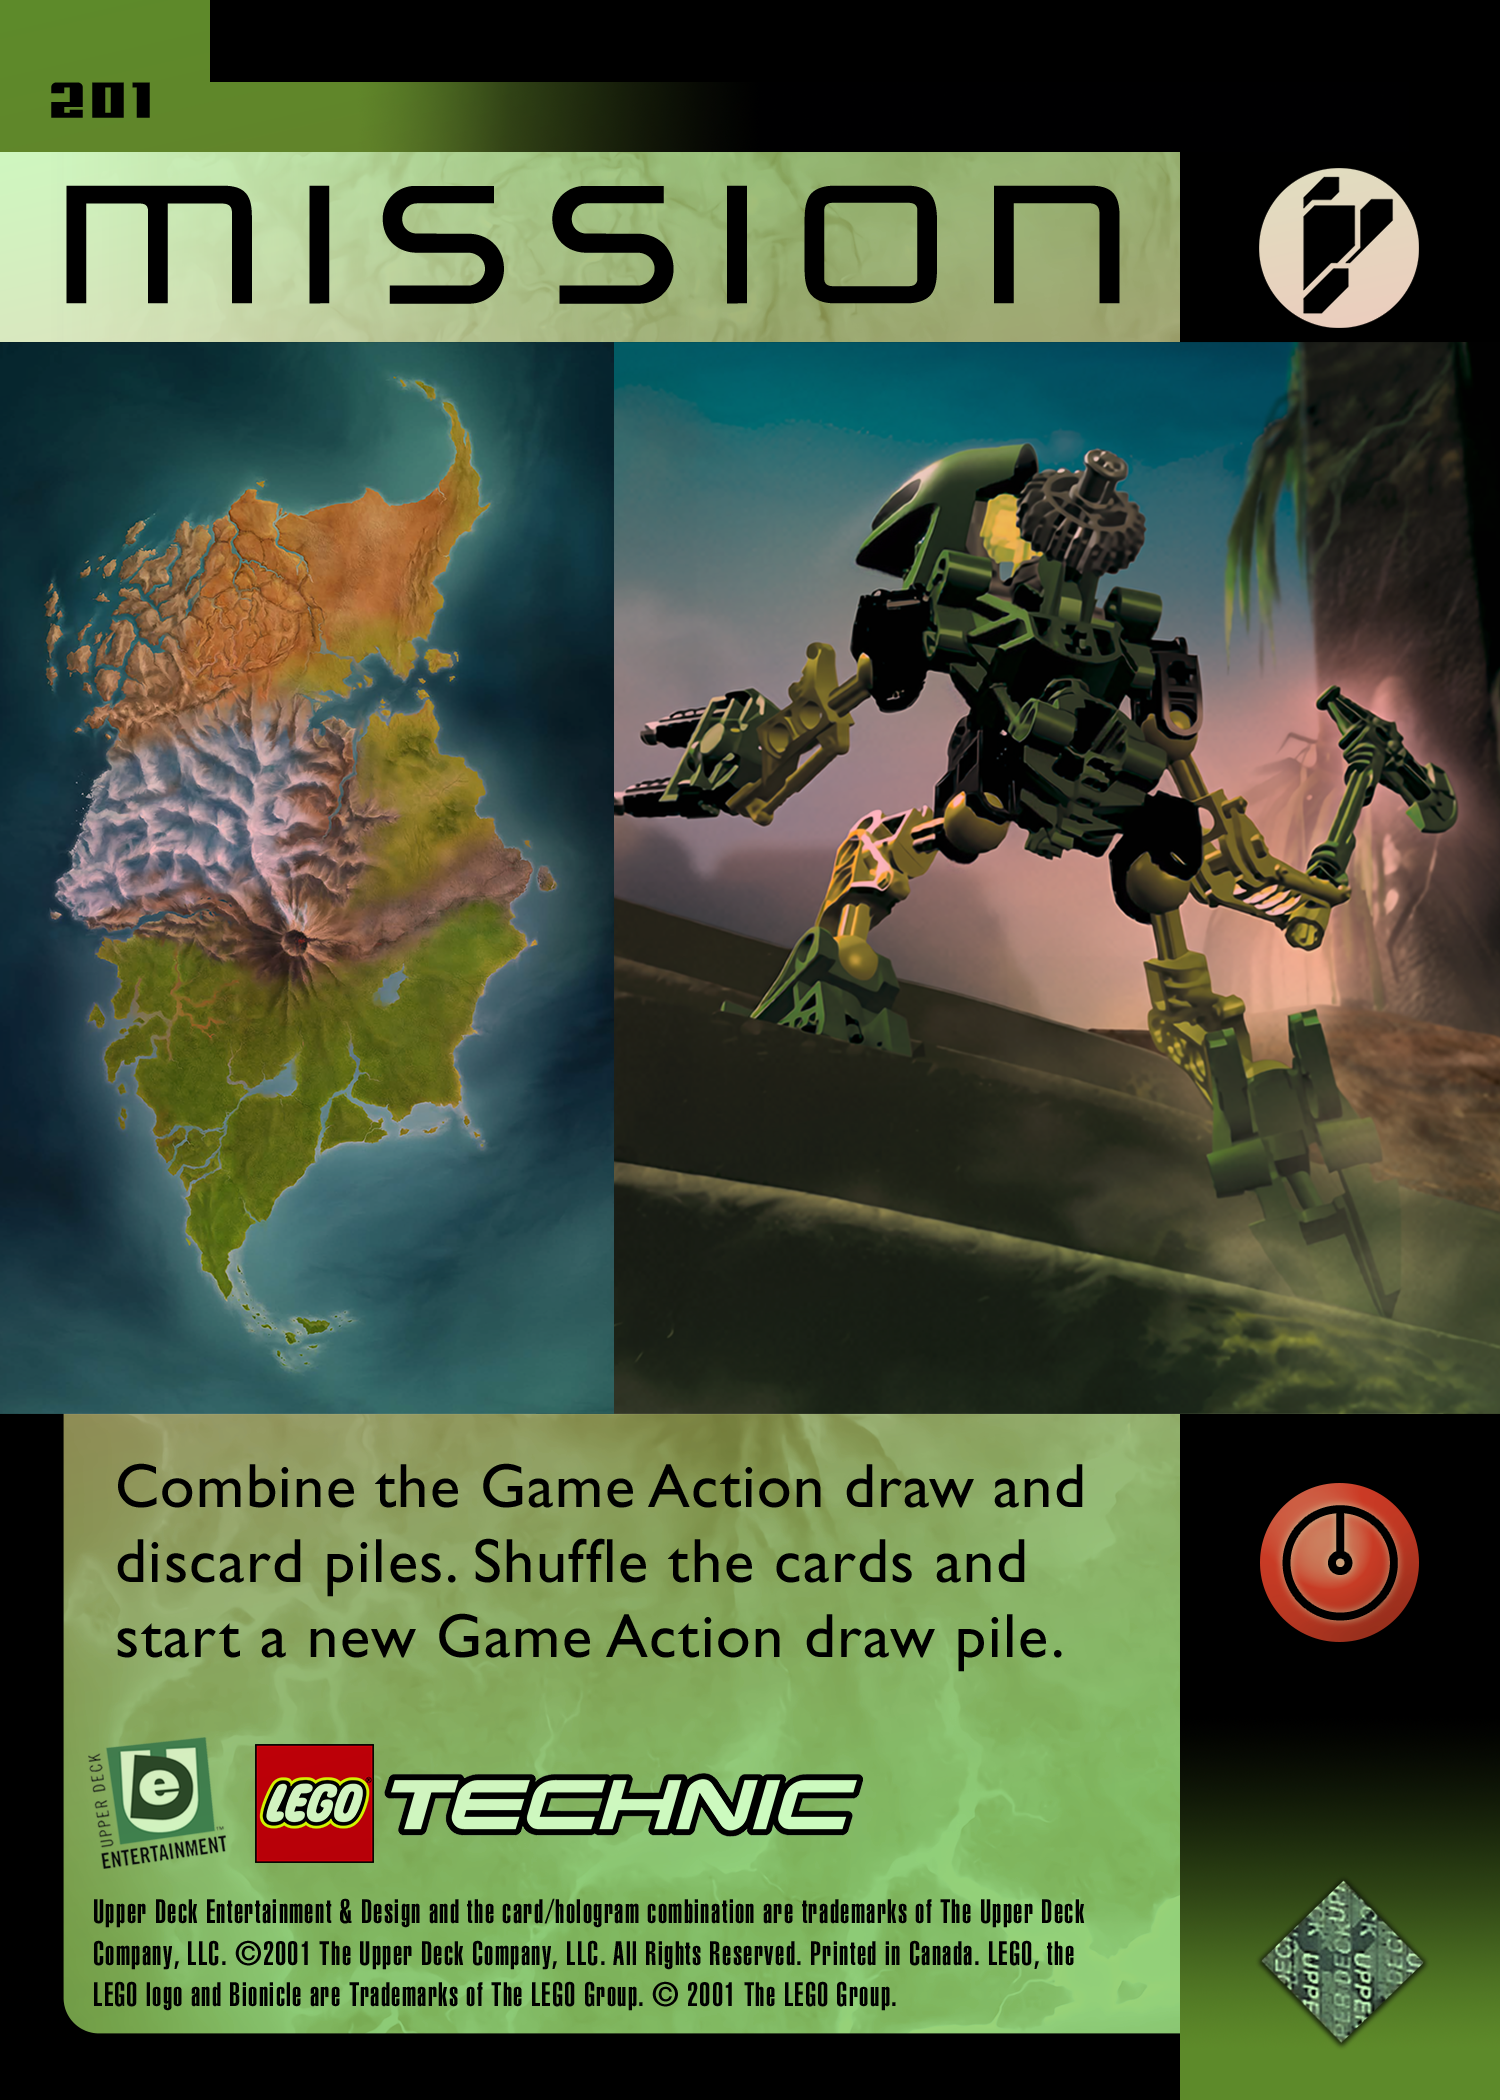 201
MISSION
Combine the Game Action draw and
discard piles. Shuffle the cards and
start a new Game Action draw pile.
UPPER DECK
ENTERTAINMENT™
LEGO TECHNIC
Upper Deck Entertainment & Design and the card/hologram combination are trademarks of The Upper Deck
Company, LLC. ©2001 The Upper Deck Company, LLC. All Rights Reserved. Printed in Canada. LEGO, the
LEGO logo and Bionicle are Trademarks of The LEGO Group. © 2001 The LEGO Group.